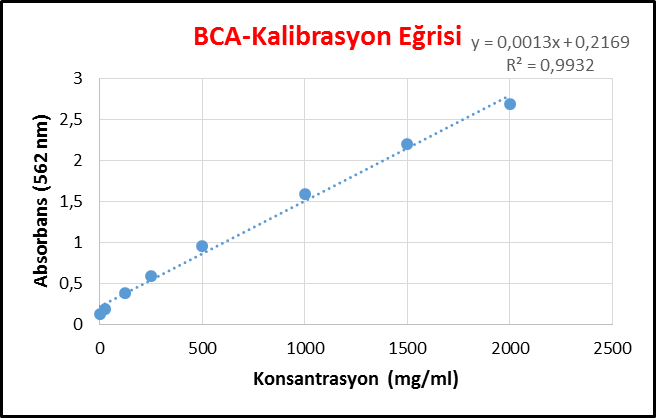 BCA-Kalibrasyon Eğrisi
y = 0,0013x + 0,2169
R² = 0,9932
3
2,5
2
1,5
1
0,5
0
Absorbans (562 nm)
0 500 1000 1500 2000 2500
Konsantrasyon (mg/ml)